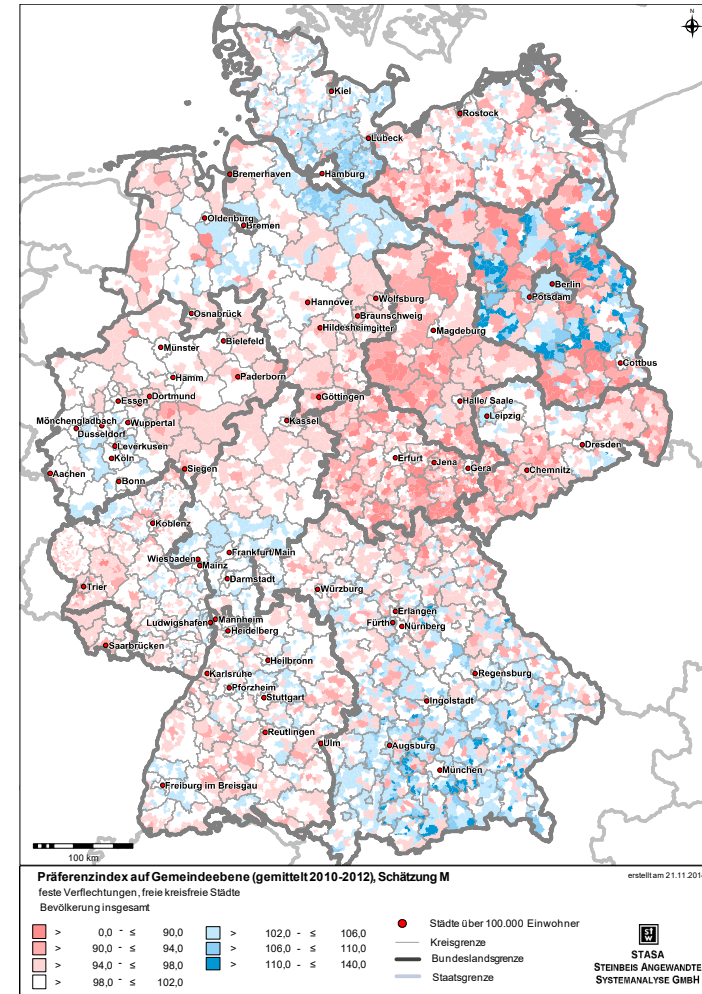 N
Kiel
Rostock
Lübeck
Bremerhaven
Hamburg
Oldenburg
Bremen
Berlin
Potsdam
Hannover
Wolfsburg
Braunschweig
Osnabrück
Hildesheimgitter
Magdeburg
Bielefeld
Münster
Cottbus
Hamm
Paderborn
Dortmund
Göttingen
Essen
Halle/ Saale
Leipzig
Mönchengladbach
Kassel
Wuppertal
Düsseldorf
Leverkusen
Dresden
Köln
Erfurt
Jena
Gera
Chemnitz
Aachen
Siegen
Bonn
Koblenz
Frankfurt/Main
Wiesbaden
Mainz
Darmstadt
Trier
Würzburg
Erlangen
Mannheim
Ludwigshafen
Fürth
Nürnberg
Heidelberg
Saarbrücken
Heilbronn
Karlsruhe
Regensburg
Pforzheim
Stuttgart
Ingolstadt
Reutlingen
Ulm
Augsburg
München
Freiburg im Breisgau
100 km
Präferenzindex auf Gemeindeebene (gemittelt 2010-2012), Schätzung M
erstellt am 21.11.201
feste Verflechtungen, freie kreisfreie Städte
Bevölkerung insgesamt
> 0,0 - ≤ 90,0
> 90,0 - ≤ 94,0
> 94,0 - ≤ 98,0
> 98,0 - ≤ 102,0
> 102,0 - ≤ 106,0
> 106,0 - ≤ 110,0
> 110,0 - ≤ 140,0
Städte über 100.000 Einwohner
Kreisgrenze
Bundeslandsgrenze
Staatsgrenze
STASA
STEINBEIS ANGEWANDTE
SYSTEMANALYSE GMBH